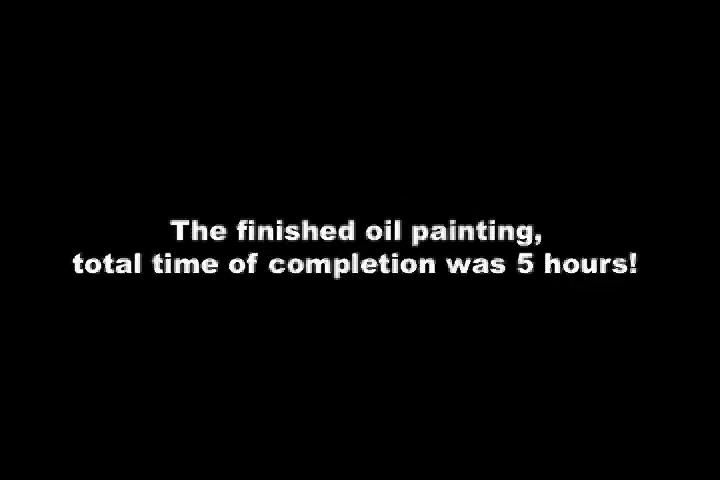 The finished oil painting,
total time of completion was 5 hours!